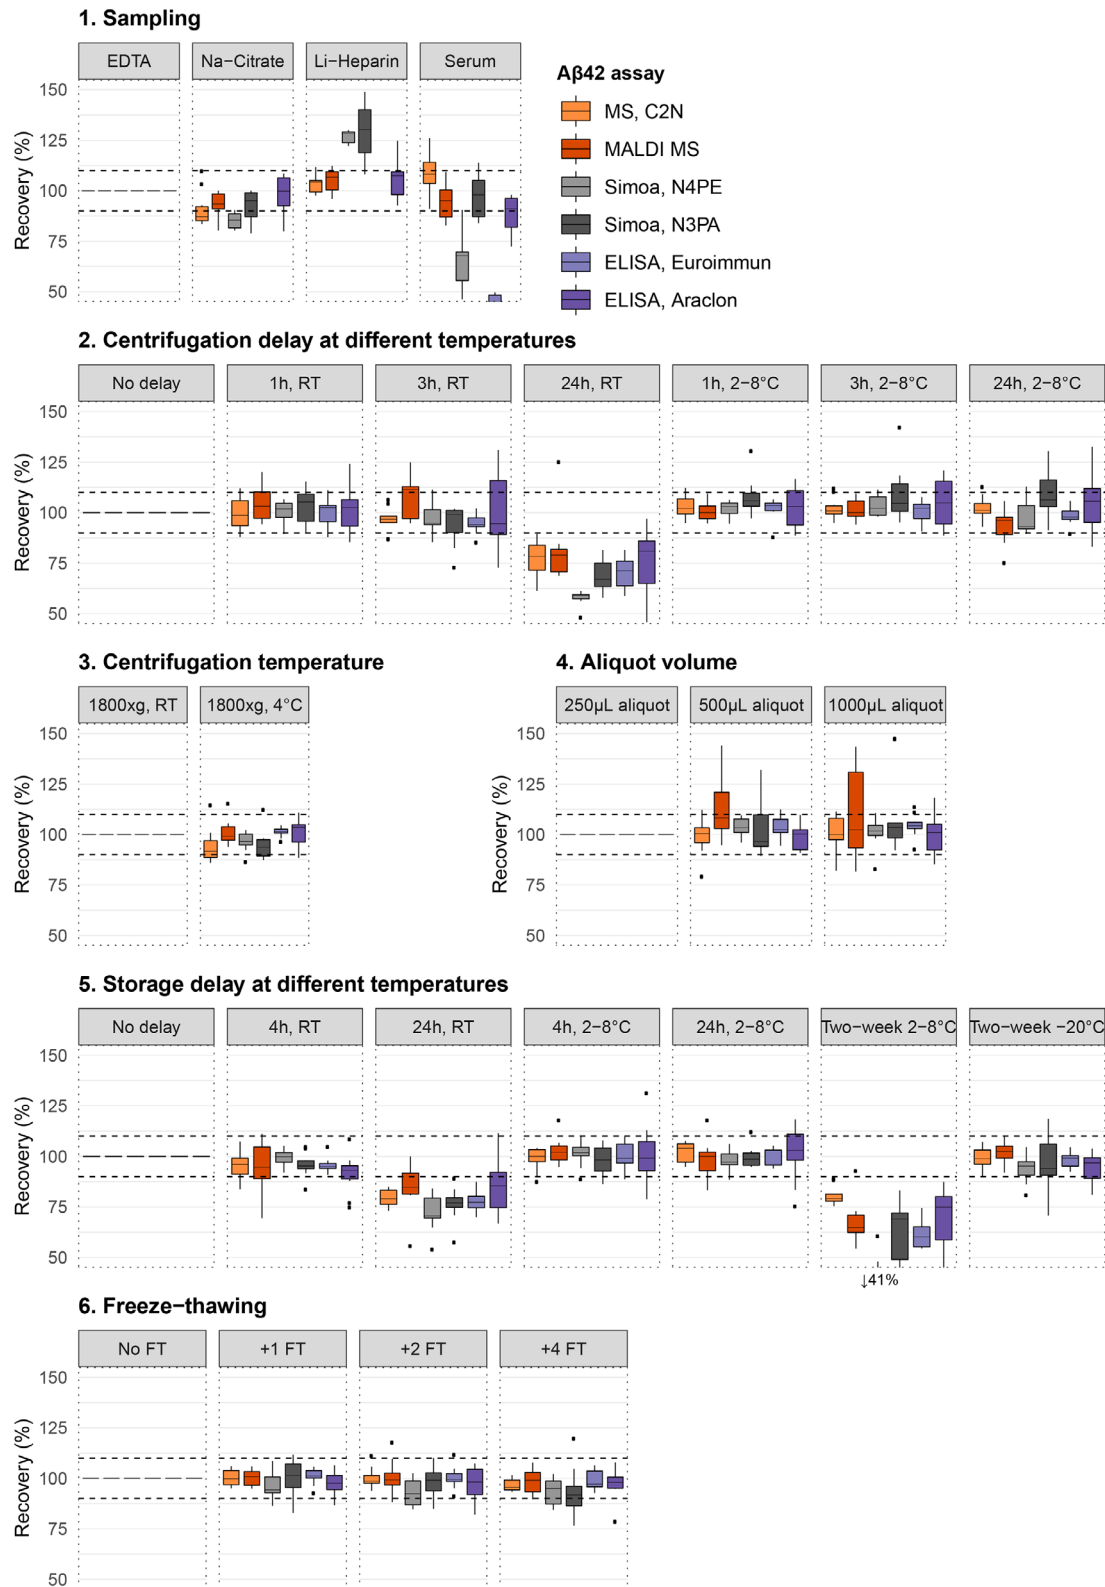 1. Sampling
EDTA
Na−Citrate
Li−Heparin
Serum
150
125
100
75
50
Recovery (%)
Aβ42 assay
MS, C2N
MALDI MS
Simoa, N4PE
Simoa, N3PA
ELISA, Euroimmun
ELISA, Araclon
2. Centrifugation delay at different temperatures
No delay
1h, RT
3h, RT
24h, RT
1h, 2−8°C
3h, 2−8°C
24h, 2−8°C
150
125
100
75
50
Recovery (%)
3. Centrifugation temperature
1800xg, RT
1800xg, 4°C
150
125
100
75
50
Recovery (%)
4. Aliquot volume
250µL aliquot
500µL aliquot
1000µL aliquot
150
125
100
75
50
Recovery (%)
5. Storage delay at different temperatures
No delay
4h, RT
24h, RT
4h, 2−8°C
24h, 2−8°C
Two−week 2−8°C
Two−week −20°C
150
125
100
75
50
Recovery (%)
↓41%
6. Freeze−thawing
No FT
+1 FT
+2 FT
+4 FT
150
125
100
75
50
Recovery (%)